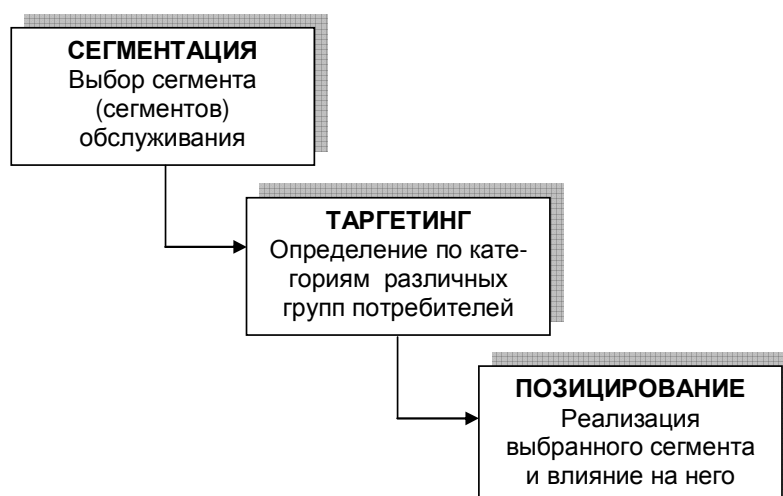 СЕГМЕНТАЦИЯ
Выбор сегмента
(сегментов)
обслуживания
ТАРГЕТИНГ
Определение по кате-
гориям различных
групп потребителей
ПОЗИЦИРОВАНИЕ
Реализация
выбранного сегмента
и влияние на него